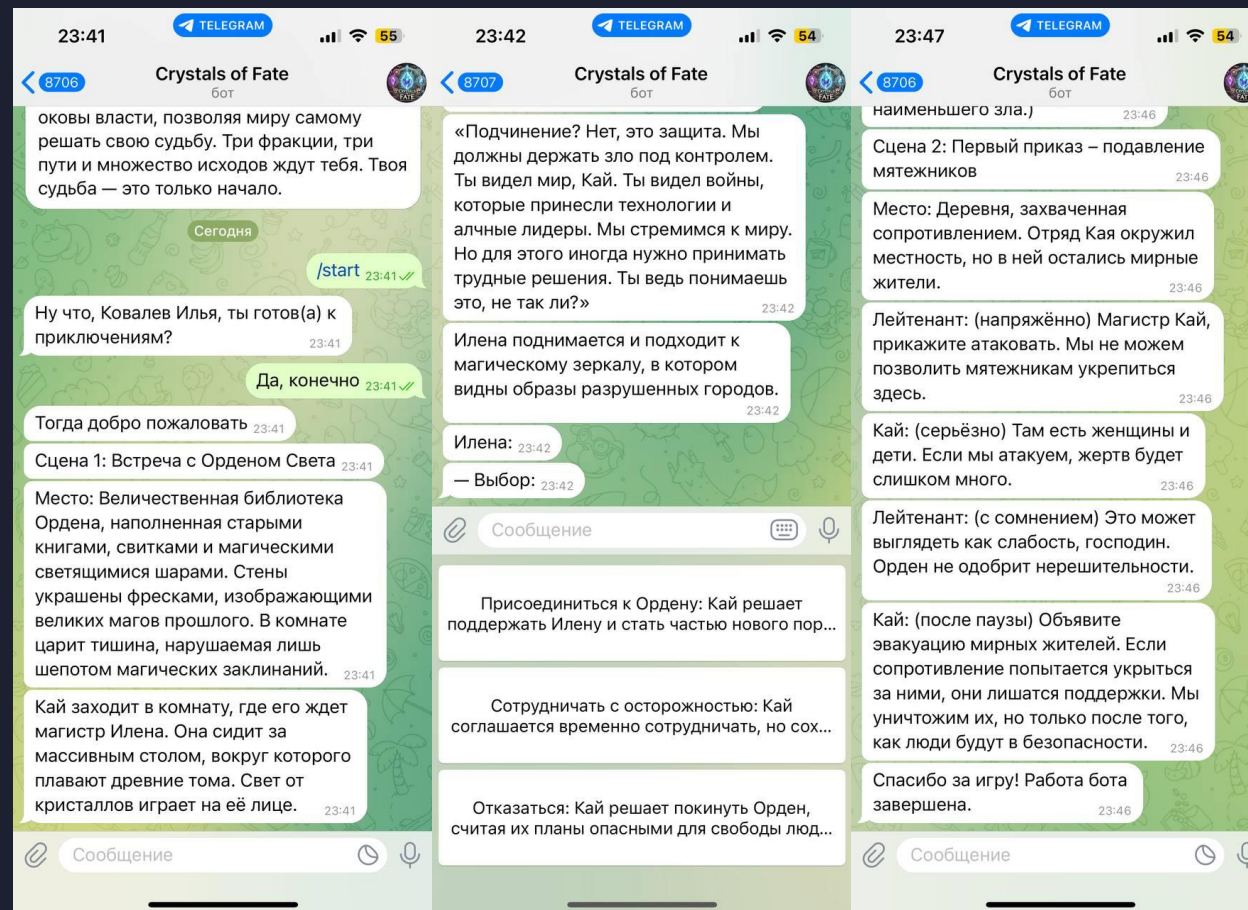 23:41
TELEGRAM
55
8706
Crystals of Fate
бот
оковы власти, позволяя миру самому
решать свою судьбу. Три фракции, три
пути и множество исходов ждут тебя. Твоя
судьба — это только начало.
Сегодня
/start 23:41
Ну что, Ковалев Илья, ты готов(а) к
приключениям? 23:41
Да, конечно 23:41
Тогда добро пожаловать 23:41
Сцена 1: Встреча с Орденом Света 23:41
Место: Величественная библиотека
Ордена, наполненная старыми
книгами, свитками и магическими
светящимися шарами. Стены
украшены фресками, изображающими
великих магов прошлого. В комнате
царит тишина, нарушаемая лишь
шепотом магических заклинаний. 23:41
Кай заходит в комнату, где его ждет
магистр Илена. Она сидит за
массивным столом, вокруг которого
плавают древние тома. Свет от
кристаллов играет на её лице. 23:41
Сообщение
23:42
TELEGRAM
54
8707
Crystals of Fate
бот
«Подчинение? Нет, это защита. Мы
должны держать зло под контролем.
Ты видел мир, Кай. Ты видел войны,
которые принесли технологии и
алчные лидеры. Мы стремимся к миру.
Но для этого иногда нужно принимать
трудные решения. Ты ведь понимаешь
это, не так ли?» 23:42
Илена поднимается и подходит к
магическому зеркалу, в котором
видны образы разрушенных городов.
23:42
Илена: 23:42
— Выбор: 23:42
Сообщение
Присоединиться к Ордену: Кай решает
поддержать Илену и стать частью нового пор...
Сотрудничать с осторожностью: Кай
соглашается временно сотрудничать, но сох...
Отказаться: Кай решает покинуть Орден,
считая их планы опасными для свободы люд...
23:47
TELEGRAM
54
8706
Crystals of Fate
бот
наименьшего зла.) 23:46
Сцена 2: Первый приказ – подавление
мятежников 23:46
Место: Деревня, захваченная
сопротивлением. Отряд Кая окружил
местность, но в ней остались мирные
жители. 23:46
Лейтенант: (напряжённо) Магистр Кай,
прикажите атаковать. Мы не можем
позволить мятежникам укрепиться
здесь. 23:46
Кай: (серьёзно) Там есть женщины и
дети. Если мы атакуем, жертв будет
слишком много. 23:46
Лейтенант: (с сомнением) Это может
выглядеть как слабость, господин.
Орден не одобрит нерешительности.
23:46
Кай: (после паузы) Объявите
эвакуацию мирных жителей. Если
сопротивление попытается укрыться
за ними, они лишатся поддержки. Мы
уничтожим их, но только после того,
как люди будут в безопасности. 23:46
Спасибо за игру! Работа бота
завершена. 23:46
Сообщение